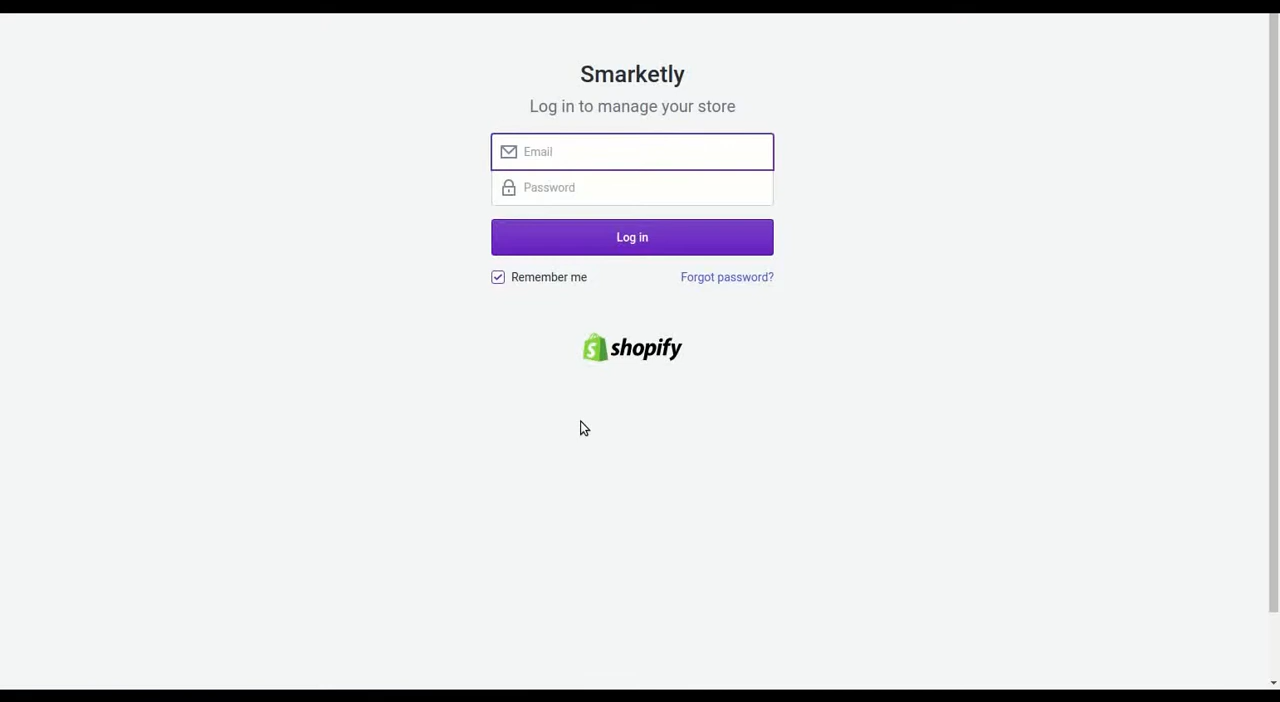 Smarketly
Log in to manage your store
Email
Password
Log in
Remember me Forgot password?
shopify